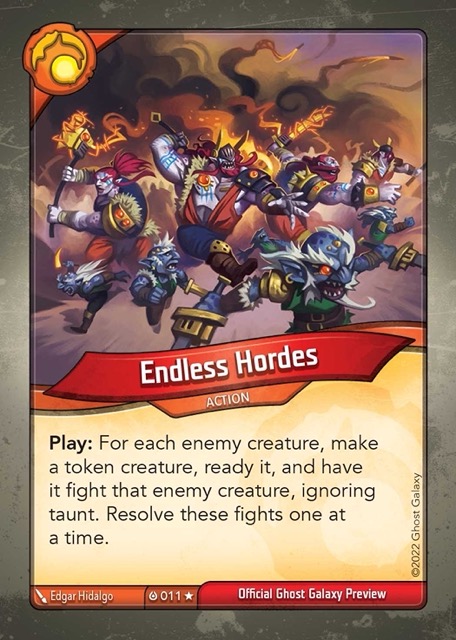 Endless Hordes
ACTION
Play: For each enemy creature, make
a token creature, ready it, and have
it fight that enemy creature, ignoring
taunt. Resolve these fights one at
a time.
©2022 Ghost Galaxy
Edgar Hidalgo
011★
Official Ghost Galaxy Preview